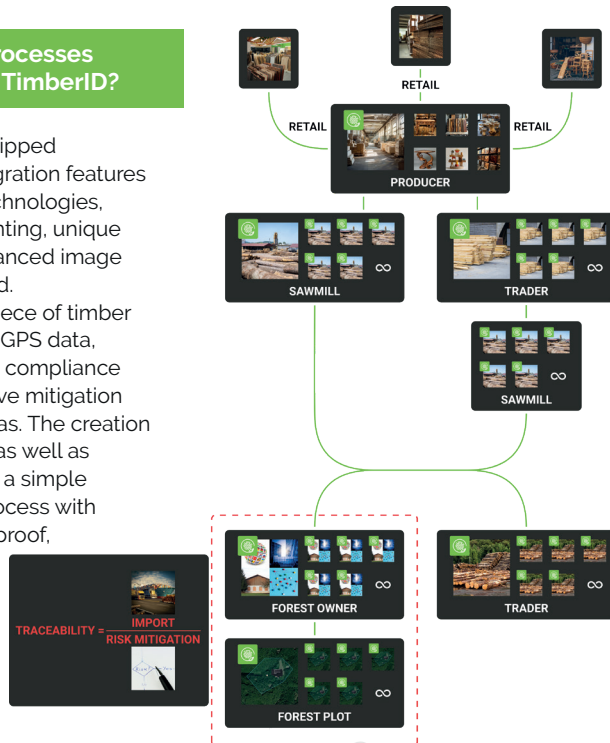 rocesses
TimberID?
ipped
gration features
chnologies,
nting, unique
anced image
d.
ece of timber
GPS data,
compliance
ve mitigation
as. The creation
as well as
a simple
ocess with
proof,
RETAIL
RETAIL
RETAIL
PRODUCER
SAWMILL
∞
TRADER
∞
SAWMILL
∞
FOREST OWNER
∞
TRADER
∞
FOREST PLOT
∞
TRACEABILITY =
IMPORT
RISK MITIGATION